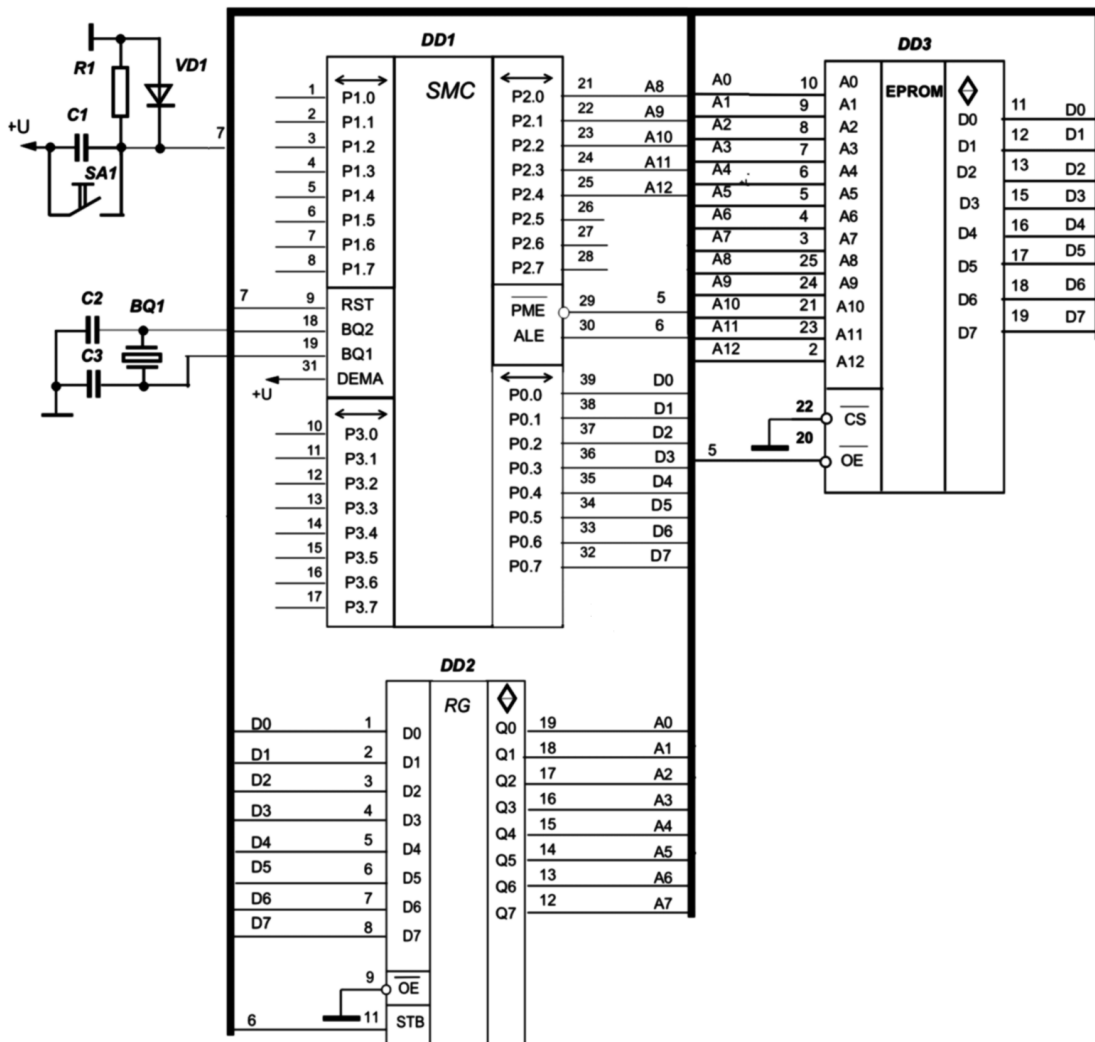 R1
VD1
C1
+U
7
SA1
C2
BQ1
C3
7
+U
DD1
SMC
1 P1.0
2 P1.1
3 P1.2
4 P1.3
5 P1.4
6 P1.5
7 P1.6
8 P1.7
9 RST
18 BQ2
19 BQ1
31 DEMA
10 P3.0
11 P3.1
12 P3.2
13 P3.3
14 P3.4
15 P3.5
16 P3.6
17 P3.7
P2.0 21 A8
P2.1 22 A9
P2.2 23 A10
P2.3 24 A11
P2.4 25 A12
P2.5 26
P2.6 27
P2.7 28
PME 29 5
ALE 30 6
P0.0 39 D0
P0.1 38 D1
P0.2 37 D2
P0.3 36 D3
P0.4 35 D4
P0.5 34 D5
P0.6 33 D6
P0.7 32 D7
DD3
EPROM
A0 10 A0
A1 9 A1
A2 8 A2
A3 7 A3
A4 6 A4
A5 5 A5
A6 4 A6
A7 3 A7
A8 25 A8
A9 24 A9
A10 21 A10
A11 23 A11
A12 2 A12
22 CS
20
5 OE
D0 11 D0
D1 12 D1
D2 13 D2
D3 15 D3
D4 16 D4
D5 17 D5
D6 18 D6
D7 19 D7
DD2
RG
D0 1 D0
D1 2 D1
D2 3 D2
D3 4 D3
D4 5 D4
D5 6 D5
D6 7 D6
D7 8 D7
9 OE
6 11 STB
Q0 19 A0
Q1 18 A1
Q2 17 A2
Q3 16 A3
Q4 15 A4
Q5 14 A5
Q6 13 A6
Q7 12 A7